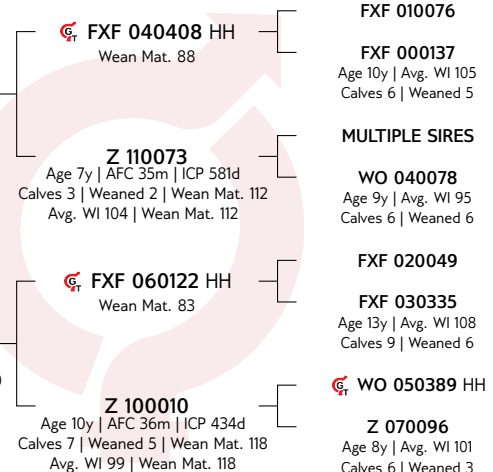 FXF 010076
GT FXF 040408 HH
Wean Mat. 88
FXF 000137
Age 10y | Avg. WI 105
Calves 6 | Weaned 5
MULTIPLE SIRES
Z 110073
Age 7y | AFC 35m | ICP 581d
Calves 3 | Weaned 2 | Wean Mat. 112
Avg. WI 104 | Wean Mat. 112
WO 040078
Age 9y | Avg. WI 95
Calves 6 | Weaned 6
FXF 020049
GT FXF 060122 HH
Wean Mat. 83
FXF 030335
Age 13y | Avg. WI 108
Calves 9 | Weaned 6
GT WO 050389 HH
Z 100010
Age 10y | AFC 36m | ICP 434d
Calves 7 | Weaned 5 | Wean Mat. 118
Avg. WI 99 | Wean Mat. 118
Z 070096
Age 8y | Avg. WI 101
Calves 6 | Weaned 3